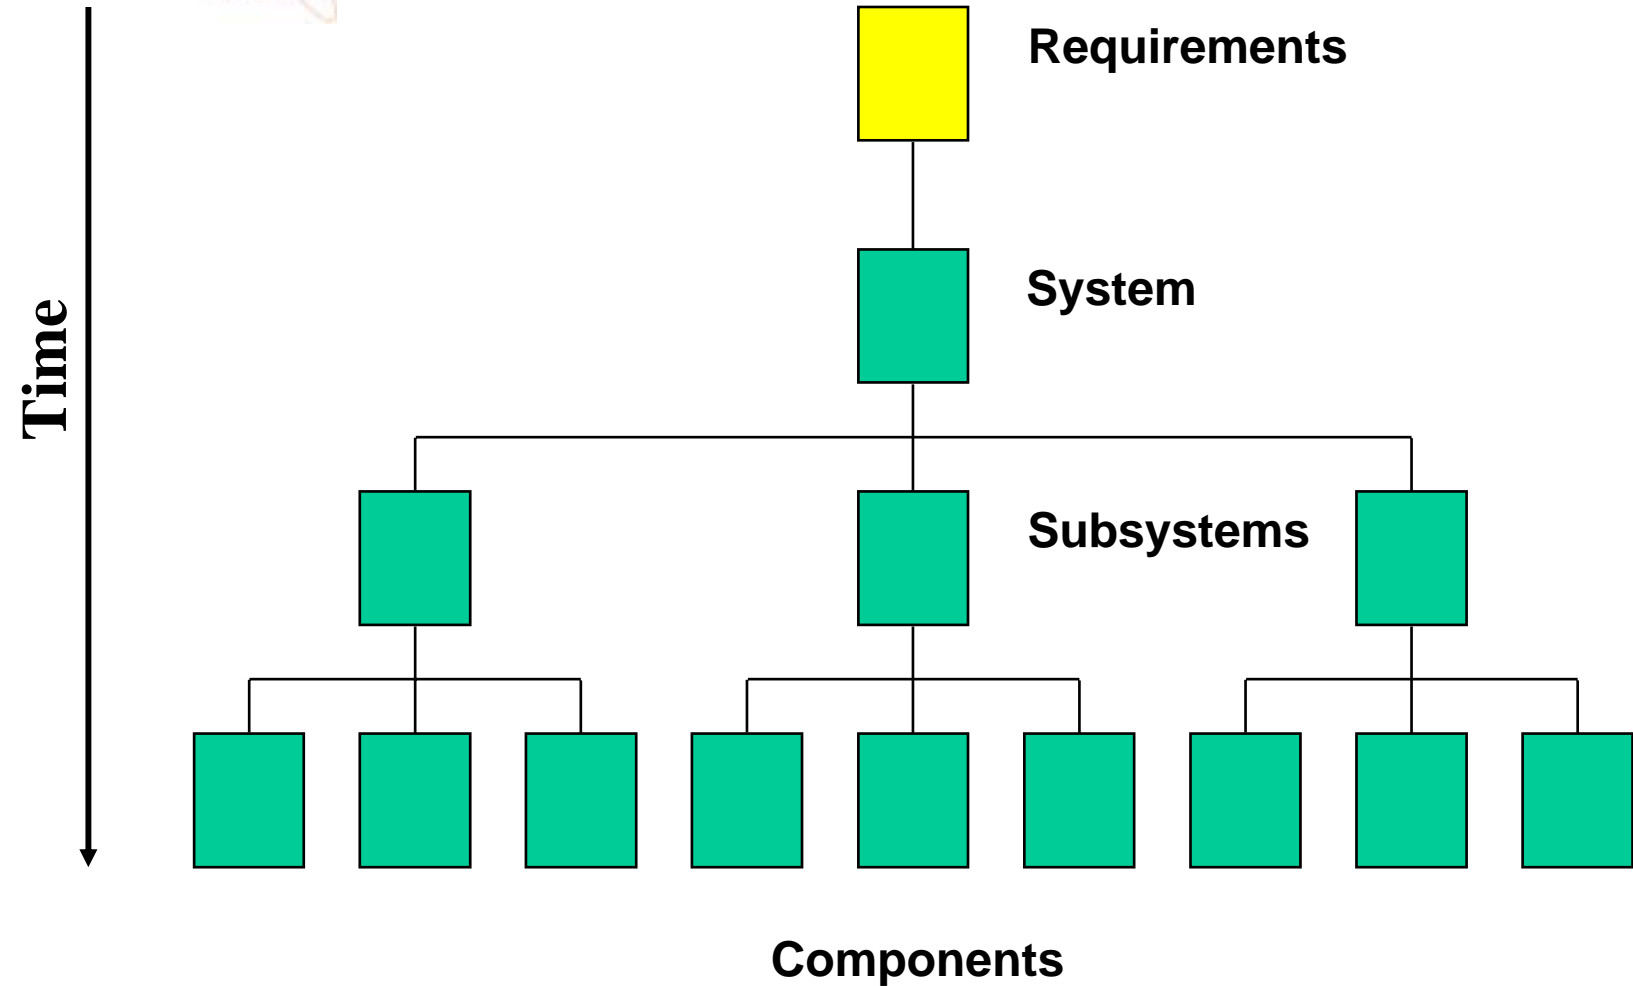 Requirements
System
Time
Subsystems
Components